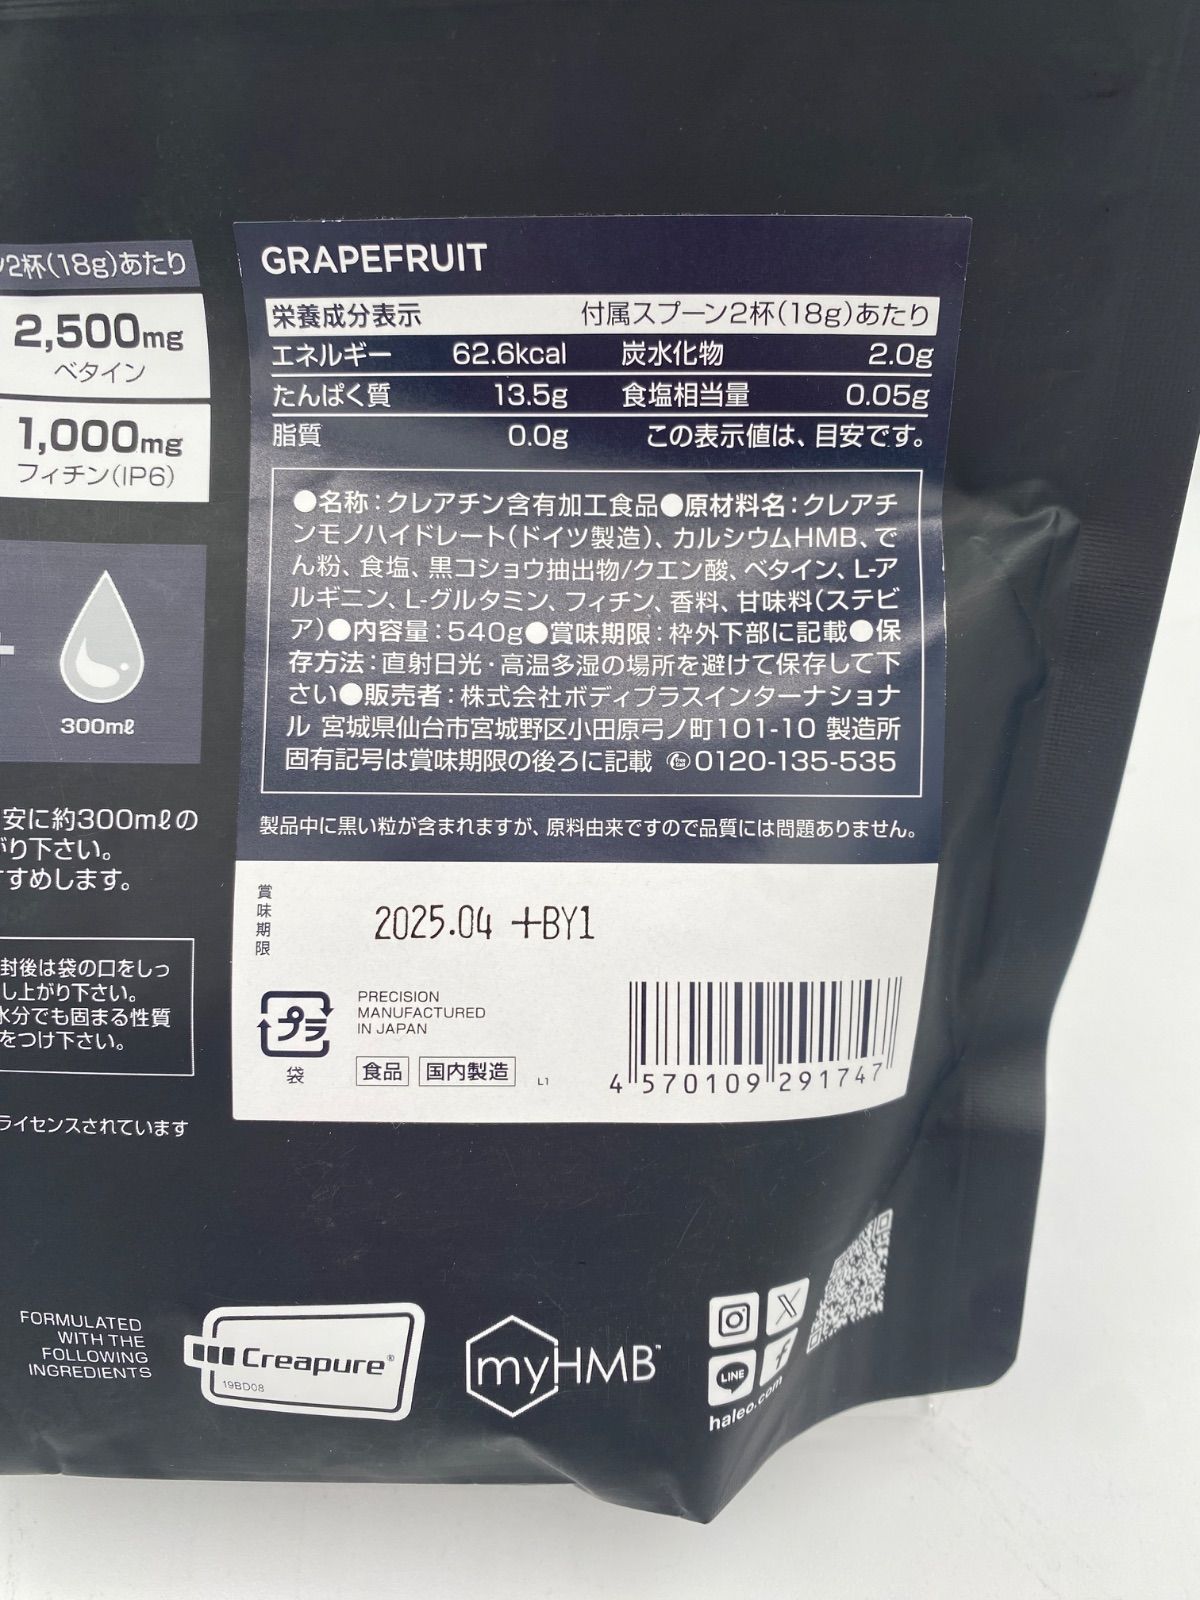 2杯(18g)あたり
2,500mg
ベタイン
1,000mg
フィチン(IP6)
+
300mℓ
安に約300mℓの
がり下さい。
すすめします。
封後は袋の口をしっ
し上がり下さい。
水分でも固まる性質
をつけ下さい。
ライセンスされています
GRAPEFRUIT
栄養成分表示 付属スプーン2杯(18g)あたり
エネルギー 62.6kcal 炭水化物 2.0g
たんぱく質 13.5g 食塩相当量 0.05g
脂質 0.0g この表示値は、目安です。
●名称:クレアチン含有加工食品●原材料名:クレアチ
ンモノハイドレート(ドイツ製造)、カルシウムHMB、で
ん粉、食塩、黒コショウ抽出物/クエン酸、ベタイン、L-ア
ルギニン、L-グルタミン、フィチン、香料、甘味料(ステビ
ア)●内容量:540g●賞味期限:枠外下部に記載●保
存方法:直射日光・高温多湿の場所を避けて保存して下
さい●販売者:株式会社ボディプラスインターナショナ
ル 宮城県仙台市宮城野区小田原弓ノ町101-10 製造所
固有記号は賞味期限の後ろに記載 Free Call 0120-135-535
製品中に黒い粒が含まれますが、原料由来ですので品質には問題ありません。
賞味期限
2025.04 +BY1
プラ
袋
PRECISION
MANUFACTURED
IN JAPAN
食品 国内製造 L1
4 570109 291747
FORMULATED
WITH THE
FOLLOWING
INGREDIENTS
Creapure®
19BD08
myHMB™
LINE
haleo.com